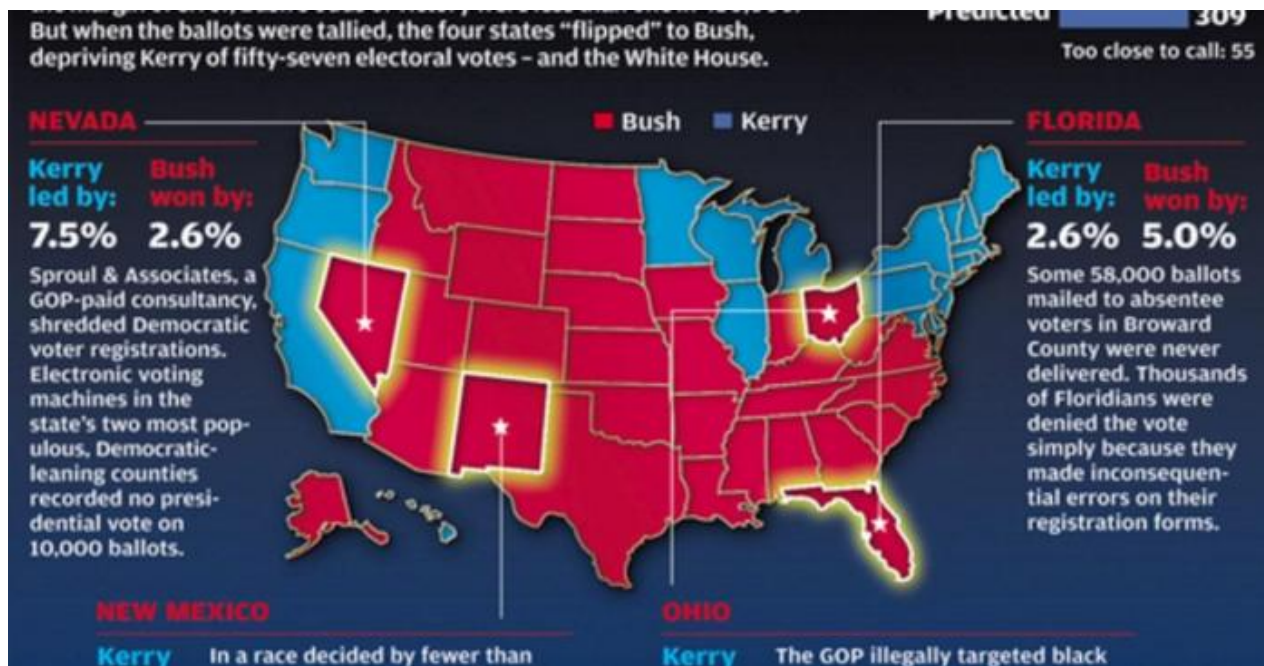 But when the ballots were tallied, the four states “flipped” to Bush,
depriving Kerry of fifty-seven electoral votes – and the White House.
Predicted 309
Too close to call: 55
Bush Kerry
NEVADA
Kerry led by:
7.5%
Bush won by:
2.6%
Sproul & Associates, a
GOP-paid consultancy,
shredded Democratic
voter registrations.
Electronic voting
machines in the
state’s two most pop-
ulous, Democratic-
leaning counties
recorded no presi-
dential vote on
10,000 ballots.
FLORIDA
Kerry led by:
2.6%
Bush won by:
5.0%
Some 58,000 ballots
mailed to absentee
voters in Broward
County were never
delivered. Thousands
of Floridians were
denied the vote
simply because they
made inconsequen-
tial errors on their
registration forms.
NEW MEXICO
Kerry In a race decided by fewer than
OHIO
Kerry The GOP illegally targeted black